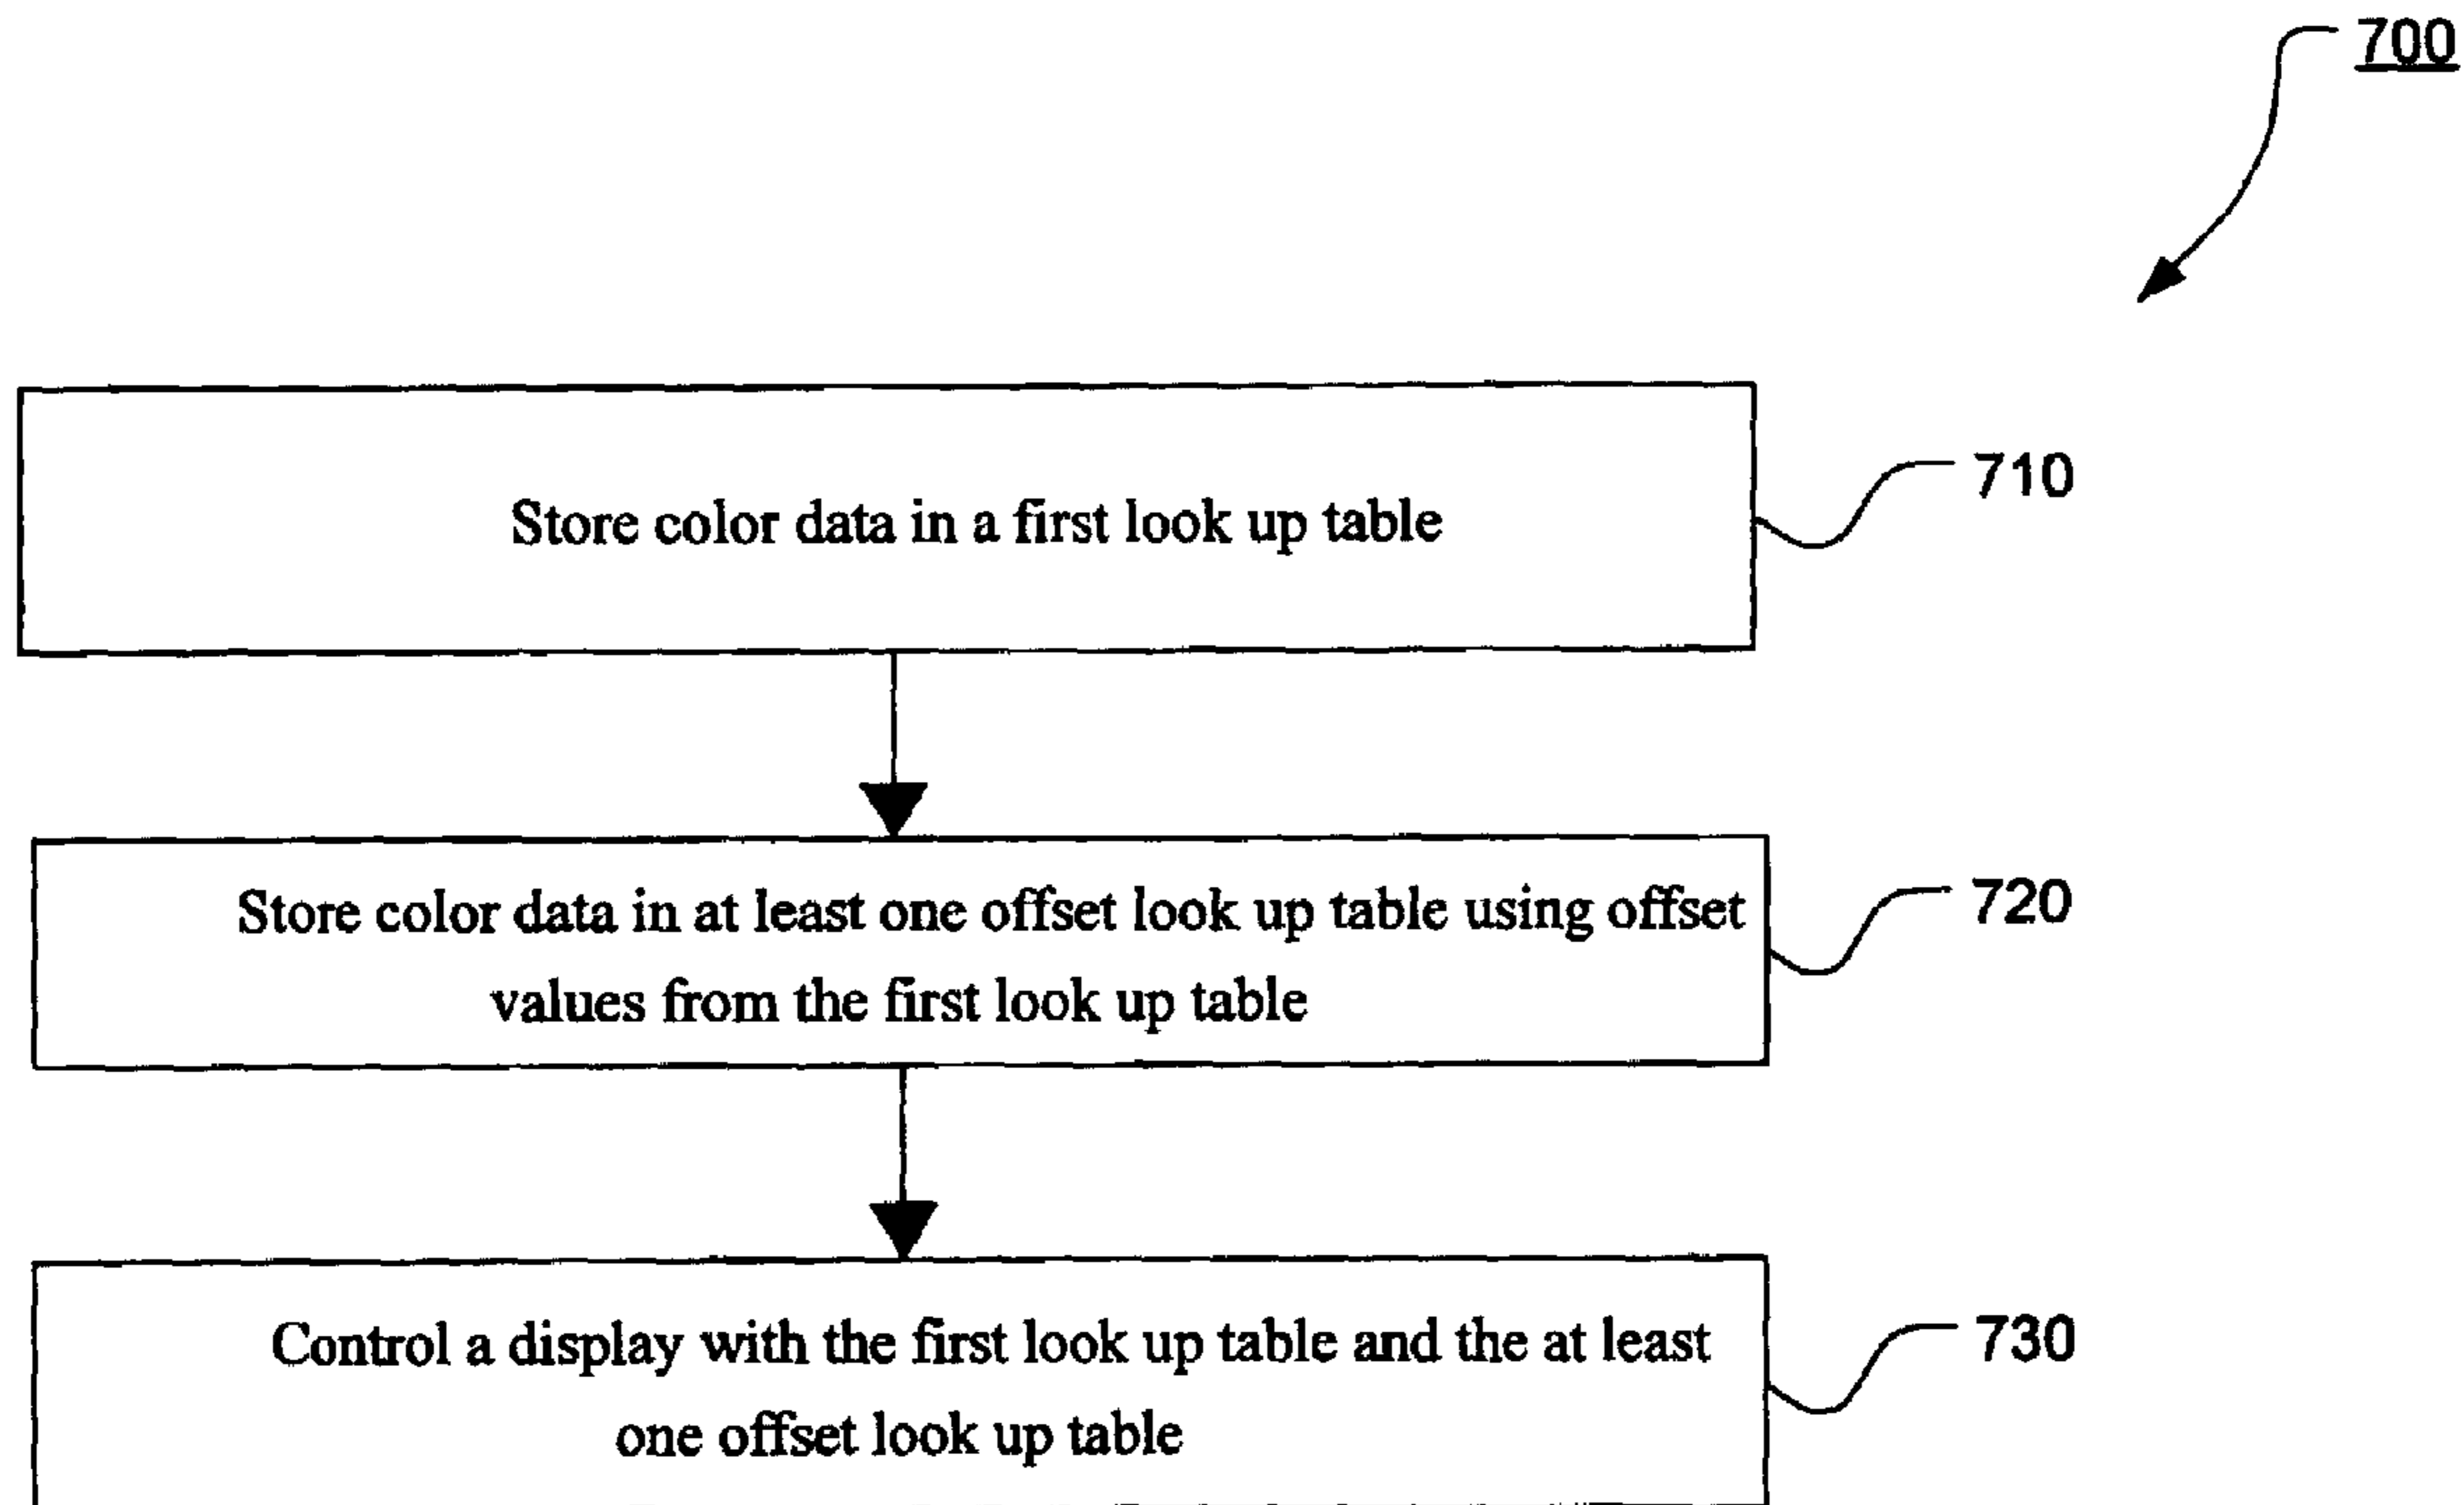 700
Store color data in a first look up table
710
Store color data in at least one offset look up table using offset
values from the first look up table
720
Control a display with the first look up table and the at least
one offset look up table
730